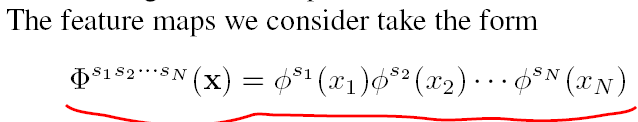 The feature maps we consider take the form
Φ^{s_1 s_2 ⋯ s_N}(𝐱) = ϕ^{s_1}(x_1)ϕ^{s_2}(x_2) ⋯ ϕ^{s_N}(x_N)